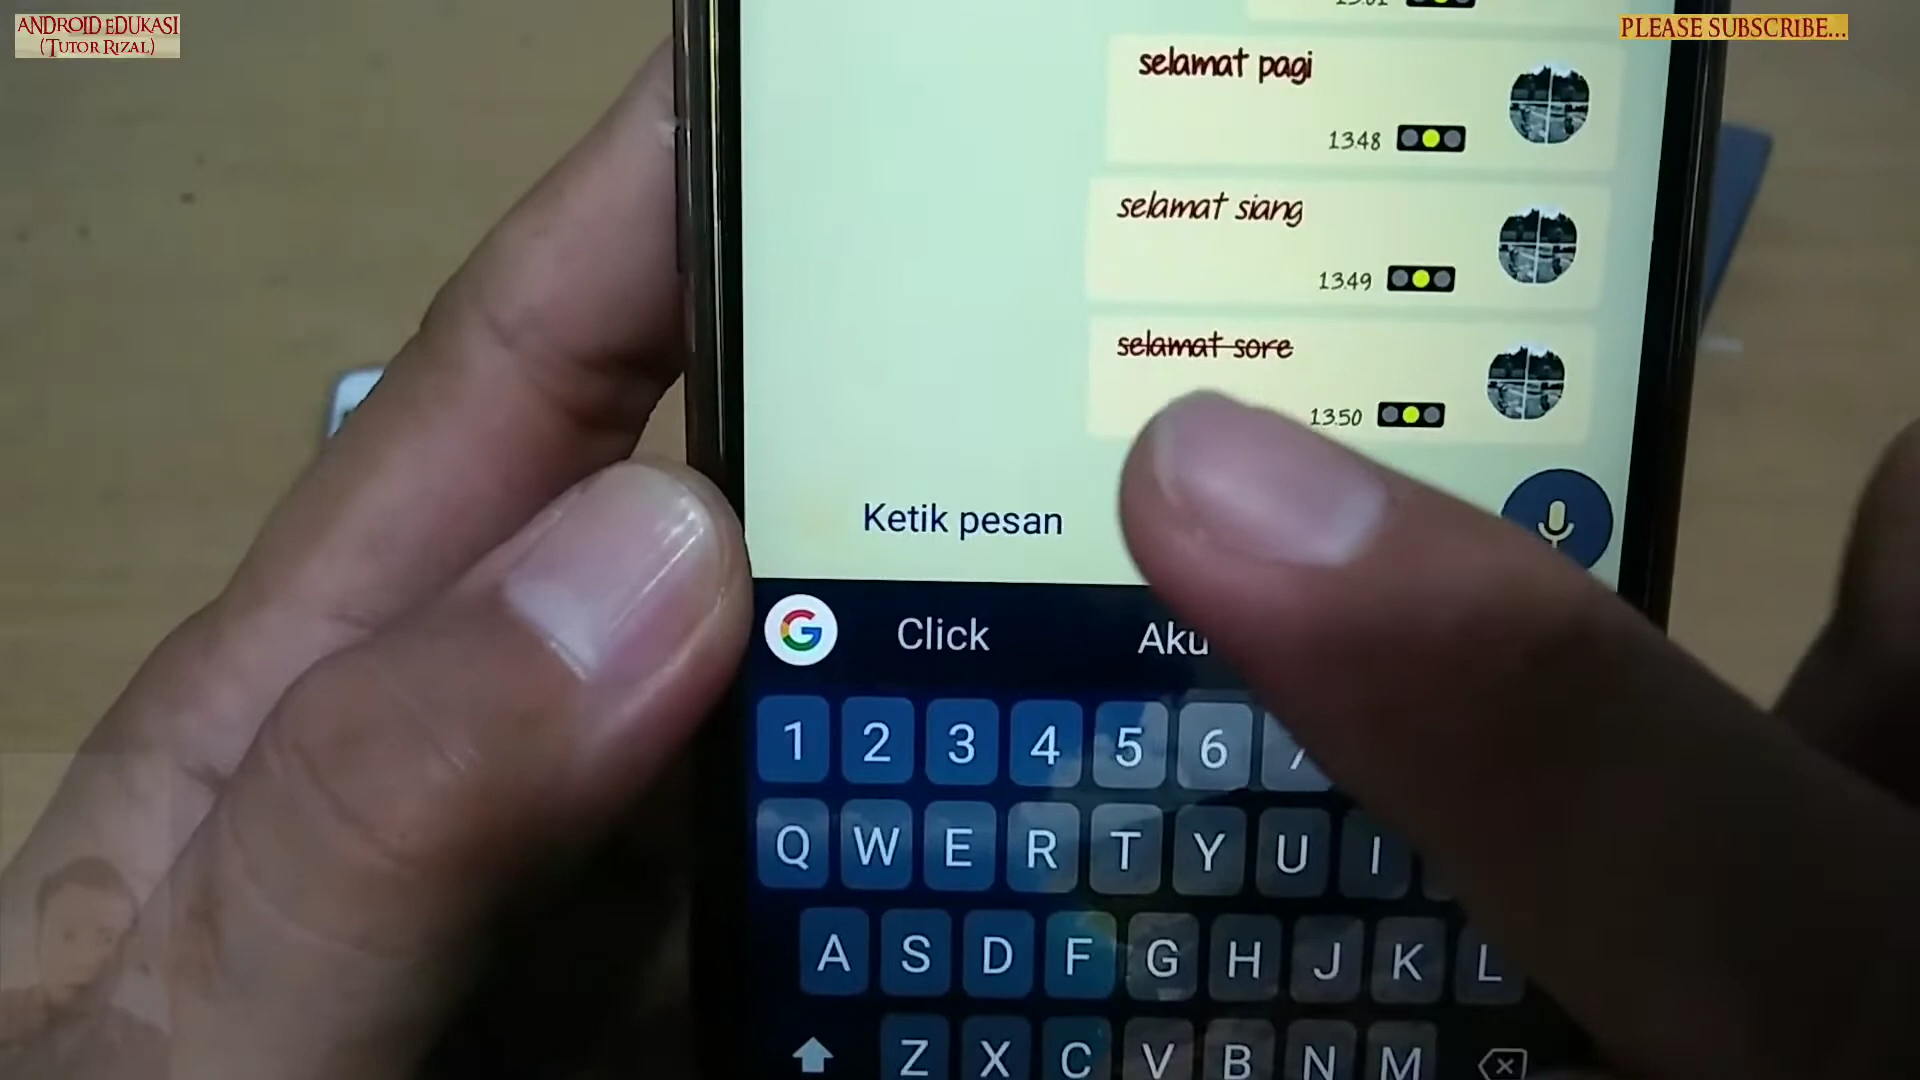 ANDROID EDUKASI
(TUTOR RIZAL)
PLEASE SUBSCRIBE...
selamat pagi
13.48
selamat siang
13.49
selamat sore
13.50
Ketik pesan
G Click Aku
1 2 3 4 5 6 7
Q W E R T Y U I
A S D F G H J K L
Z X C V B N M